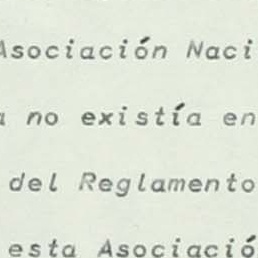 Asociación Naci
a no existía en
del Reglamento
esta Asociació